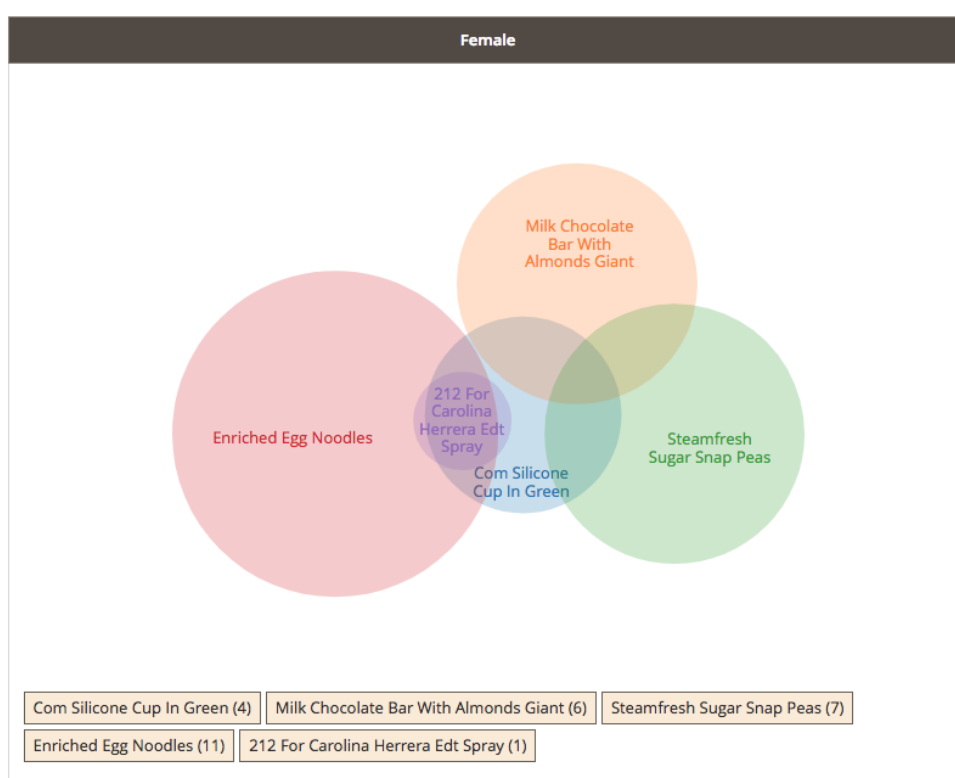 Female
Milk Chocolate
Bar With
Almonds Giant
212 For
Carolina
Herrera Edt
Spray
Enriched Egg Noodles
Steamfresh
Sugar Snap Peas
Com Silicone
Cup In Green
Com Silicone Cup In Green (4)
Milk Chocolate Bar With Almonds Giant (6)
Steamfresh Sugar Snap Peas (7)
Enriched Egg Noodles (11)
212 For Carolina Herrera Edt Spray (1)